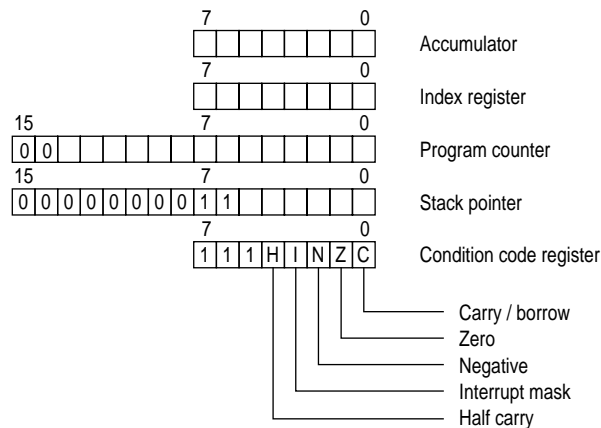 7 0
Accumulator
7 0
Index register
15 7 0
0 0 Program counter
15 7 0
0 0 0 0 0 0 0 0 1 1 Stack pointer
7 0
1 1 1 H I N Z C Condition code register
Carry / borrow
Zero
Negative
Interrupt mask
Half carry